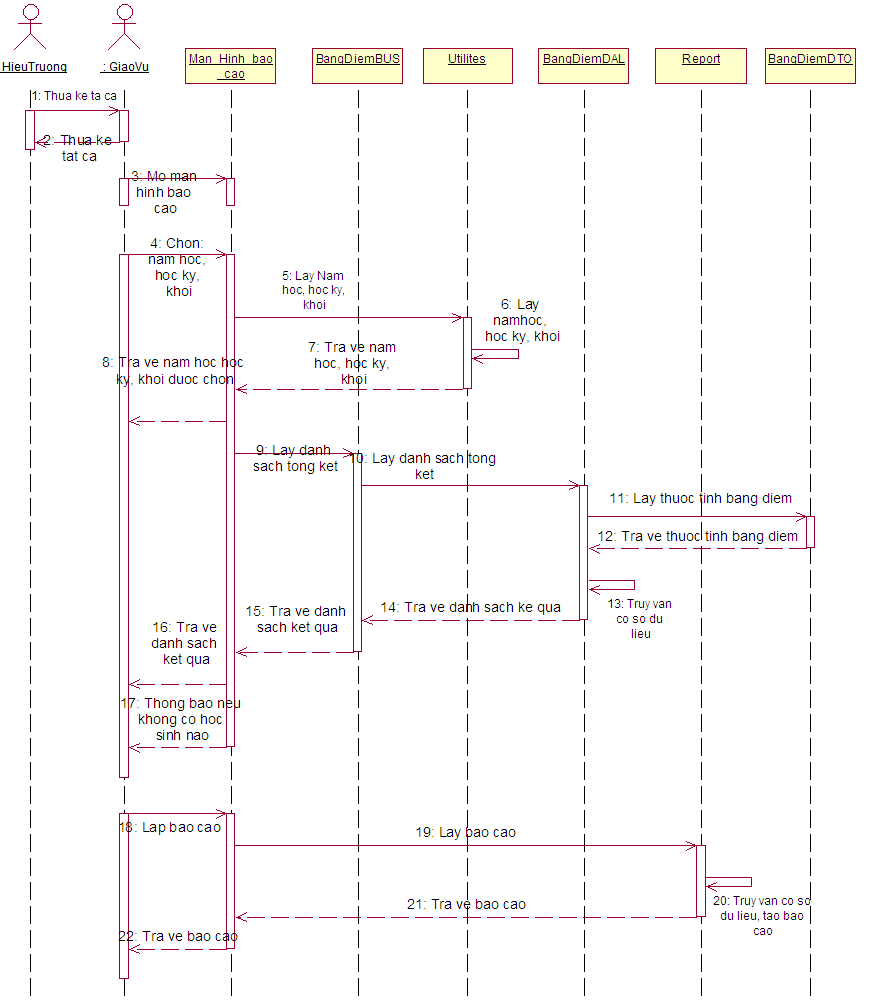 HieuTruong
: GiaoVu
Man_Hinh_bao
_cao
BangDiemBUS
Utilites
BangDiemDAL
Report
BangDiemDTO
1: Thua ke ta ca
2: Thua ke
tat ca
3: Mo man
hinh bao
cao
4: Chon:
nam hoc,
hoc ky,
khoi
5: Lay Nam
hoc, hoc ky,
khoi
6: Lay
namhoc,
hoc ky, khoi
7: Tra ve nam
hoc, hoc ky,
khoi
8: Tra ve nam hoc hoc
ky, khoi duoc chon
9: Lay danh
sach tong ket
10: Lay danh sach tong
ket
11: Lay thuoc tinh bang diem
12: Tra ve thuoc tinh bang diem
13: Truy van
co so du
lieu
14: Tra ve danh sach ke qua
15: Tra ve danh
sach ket qua
16: Tra ve
danh sach
ket qua
17: Thong bao neu
khong co hoc
sinh nao
18: Lap bao cao
19: Lay bao cao
20: Truy van co so
du lieu, tao bao
cao
21: Tra ve bao cao
22: Tra ve bao cao